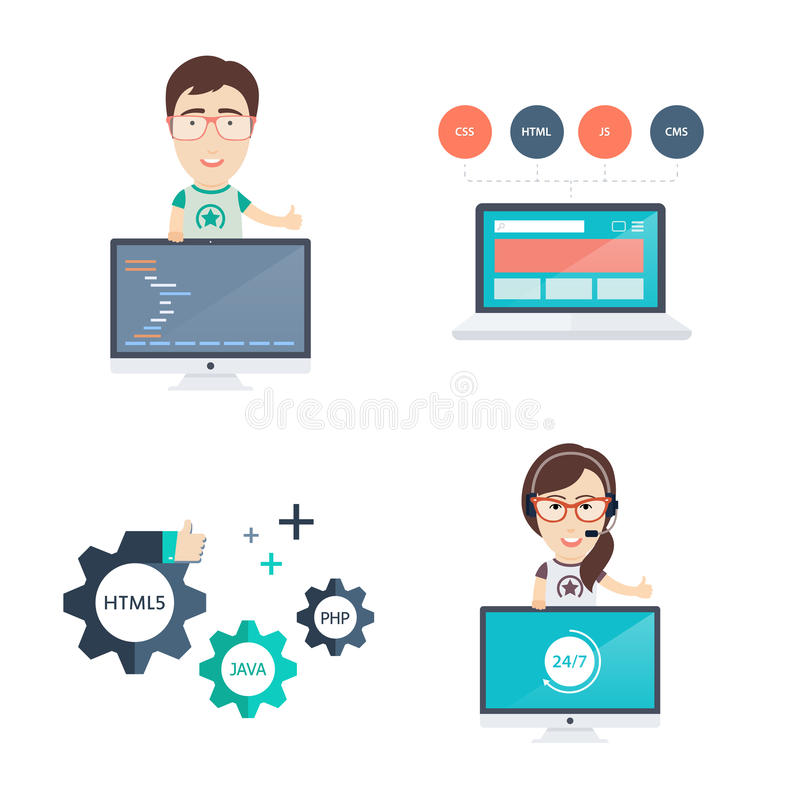 CSS
HTML
JS
CMS
dreamstime
HTML5
JAVA
PHP
24/7